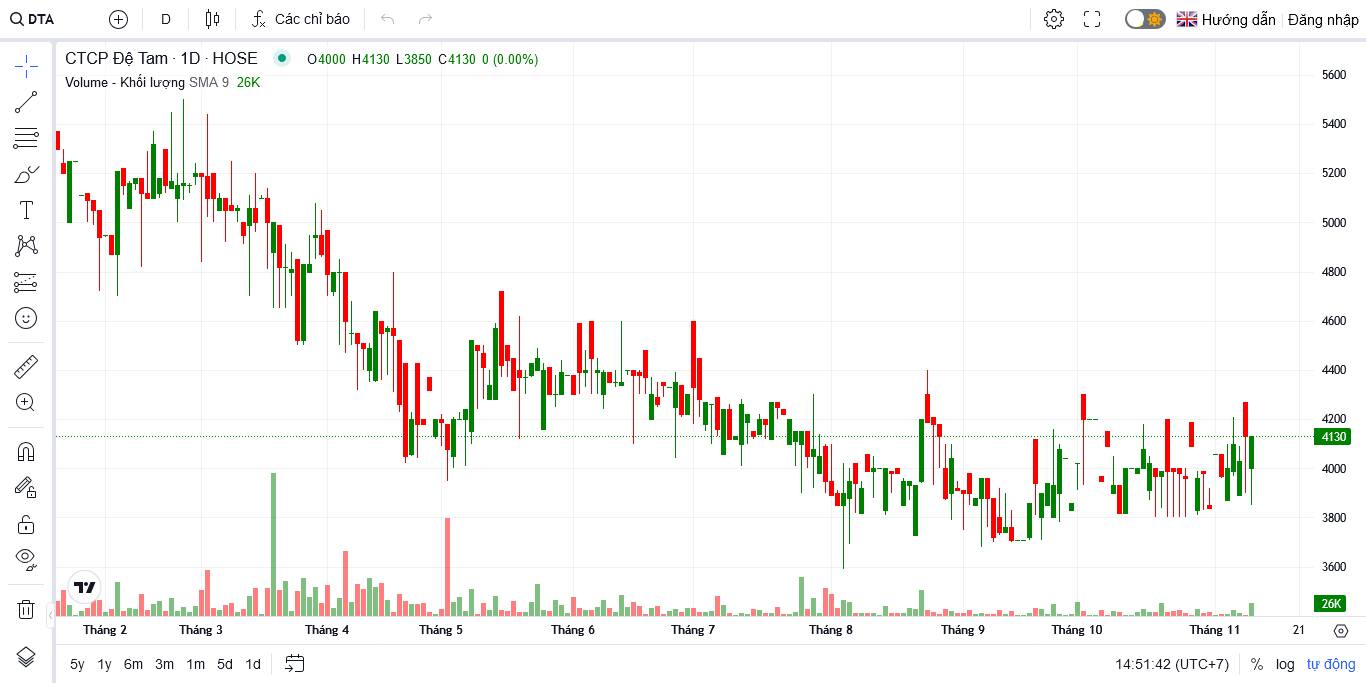 DTA
D
Các chỉ báo
Hướng dẫn
Đăng nhập
CTCP Đệ Tam · 1D · HOSE
O4000 H4130 L3850 C4130 0 (0.00%)
Volume - Khối lượng SMA 9 26K
5600
5400
5200
5000
4800
4600
4400
4200
4130
4000
3800
3600
26K
Tháng 2
Tháng 3
Tháng 4
Tháng 5
Tháng 6
Tháng 7
Tháng 8
Tháng 9
Tháng 10
Tháng 11
21
5y 1y 6m 3m 1m 5d 1d
14:51:42 (UTC+7)
% log tự động